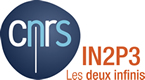 cnrs
IN2P3
Les deux infinis